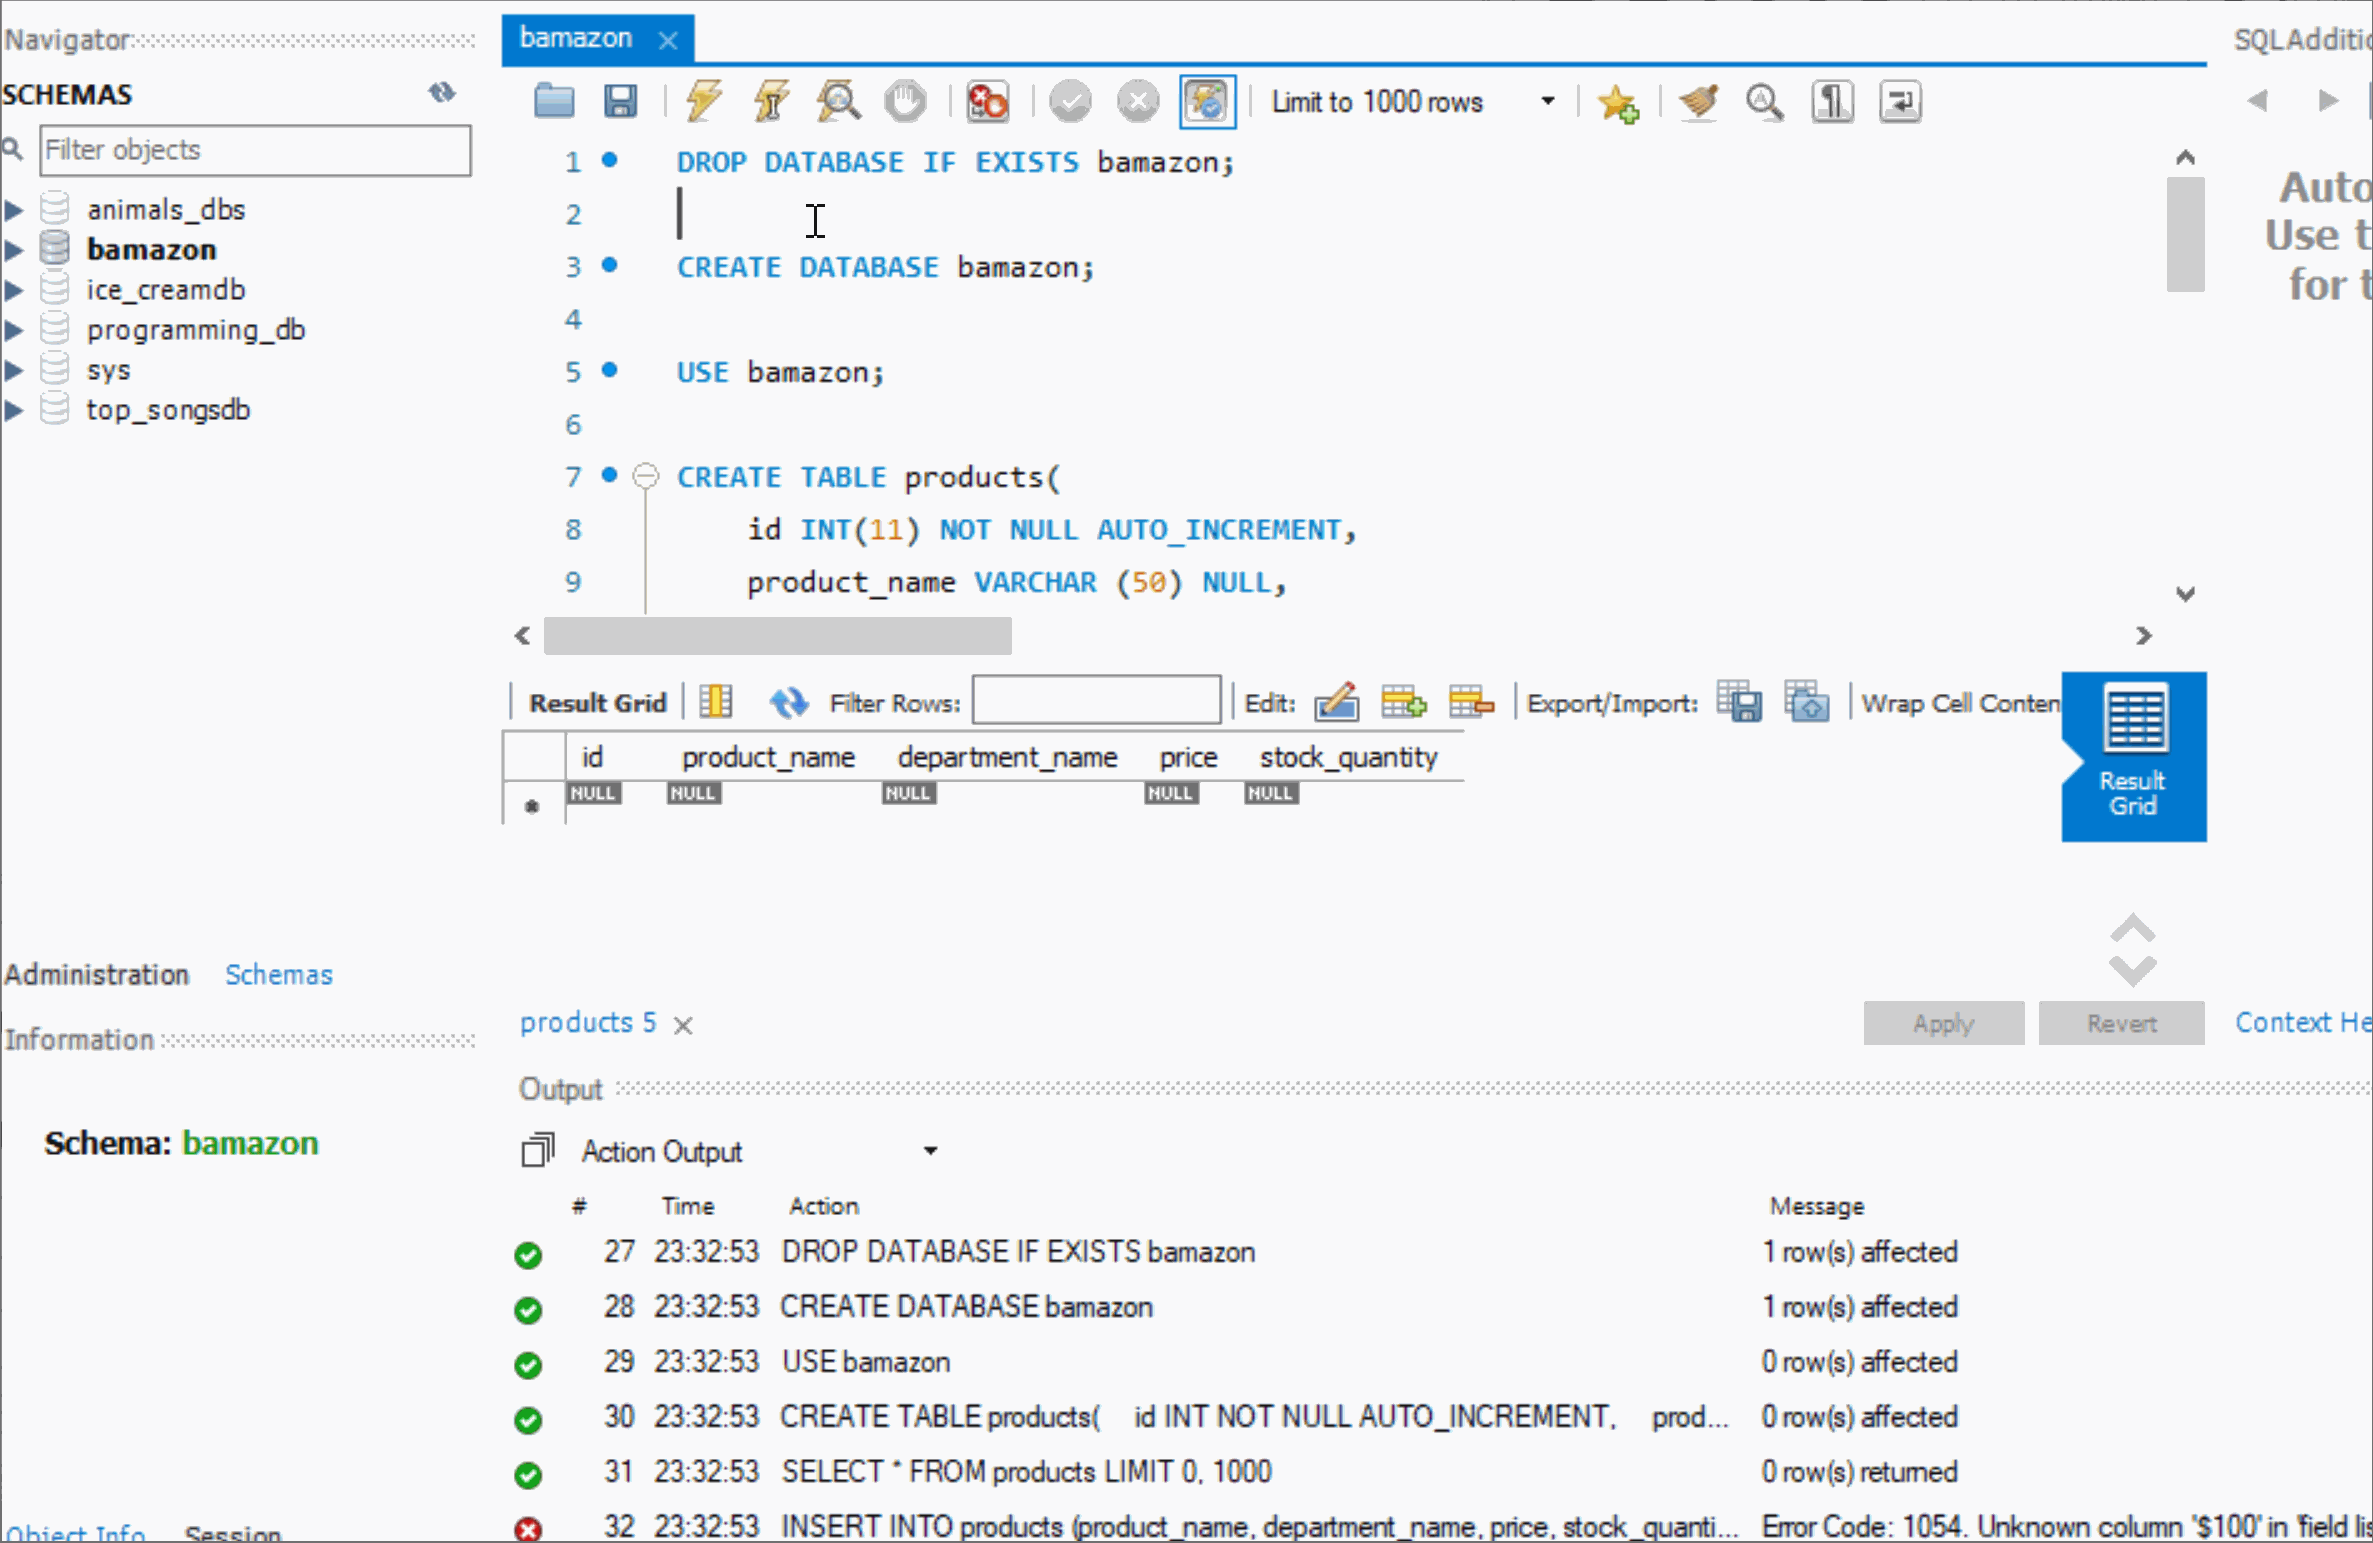 Navigator
SCHEMAS
Filter objects
animals_dbs
bamazon
ice_creamdb
programming_db
sys
top_songsdb
Administration Schemas
Information
Schema: bamazon
Object Info Session
bamazon
Limit to 1000 rows
1 DROP DATABASE IF EXISTS bamazon;
2
3 CREATE DATABASE bamazon;
4
5 USE bamazon;
6
7 CREATE TABLE products(
8 id INT(11) NOT NULL AUTO_INCREMENT,
9 product_name VARCHAR (50) NULL,
Result Grid Filter Rows: Edit: Export/Import: Wrap Cell Conten
id product_name department_name price stock_quantity
NULL NULL NULL NULL NULL
Result
Grid
products 5 Apply Revert
Output
Action Output
# Time Action Message
27 23:32:53 DROP DATABASE IF EXISTS bamazon 1 row(s) affected
28 23:32:53 CREATE DATABASE bamazon 1 row(s) affected
29 23:32:53 USE bamazon 0 row(s) affected
30 23:32:53 CREATE TABLE products( id INT NOT NULL AUTO_INCREMENT, prod... 0 row(s) affected
31 23:32:53 SELECT * FROM products LIMIT 0, 1000 0 row(s) returned
32 23:32:53 INSERT INTO products (product_name, department_name, price, stock_quanti... Error Code: 1054. Unknown column '$100' in 'field lis
SQLAdditio
Auto
Use t
for t
Context He